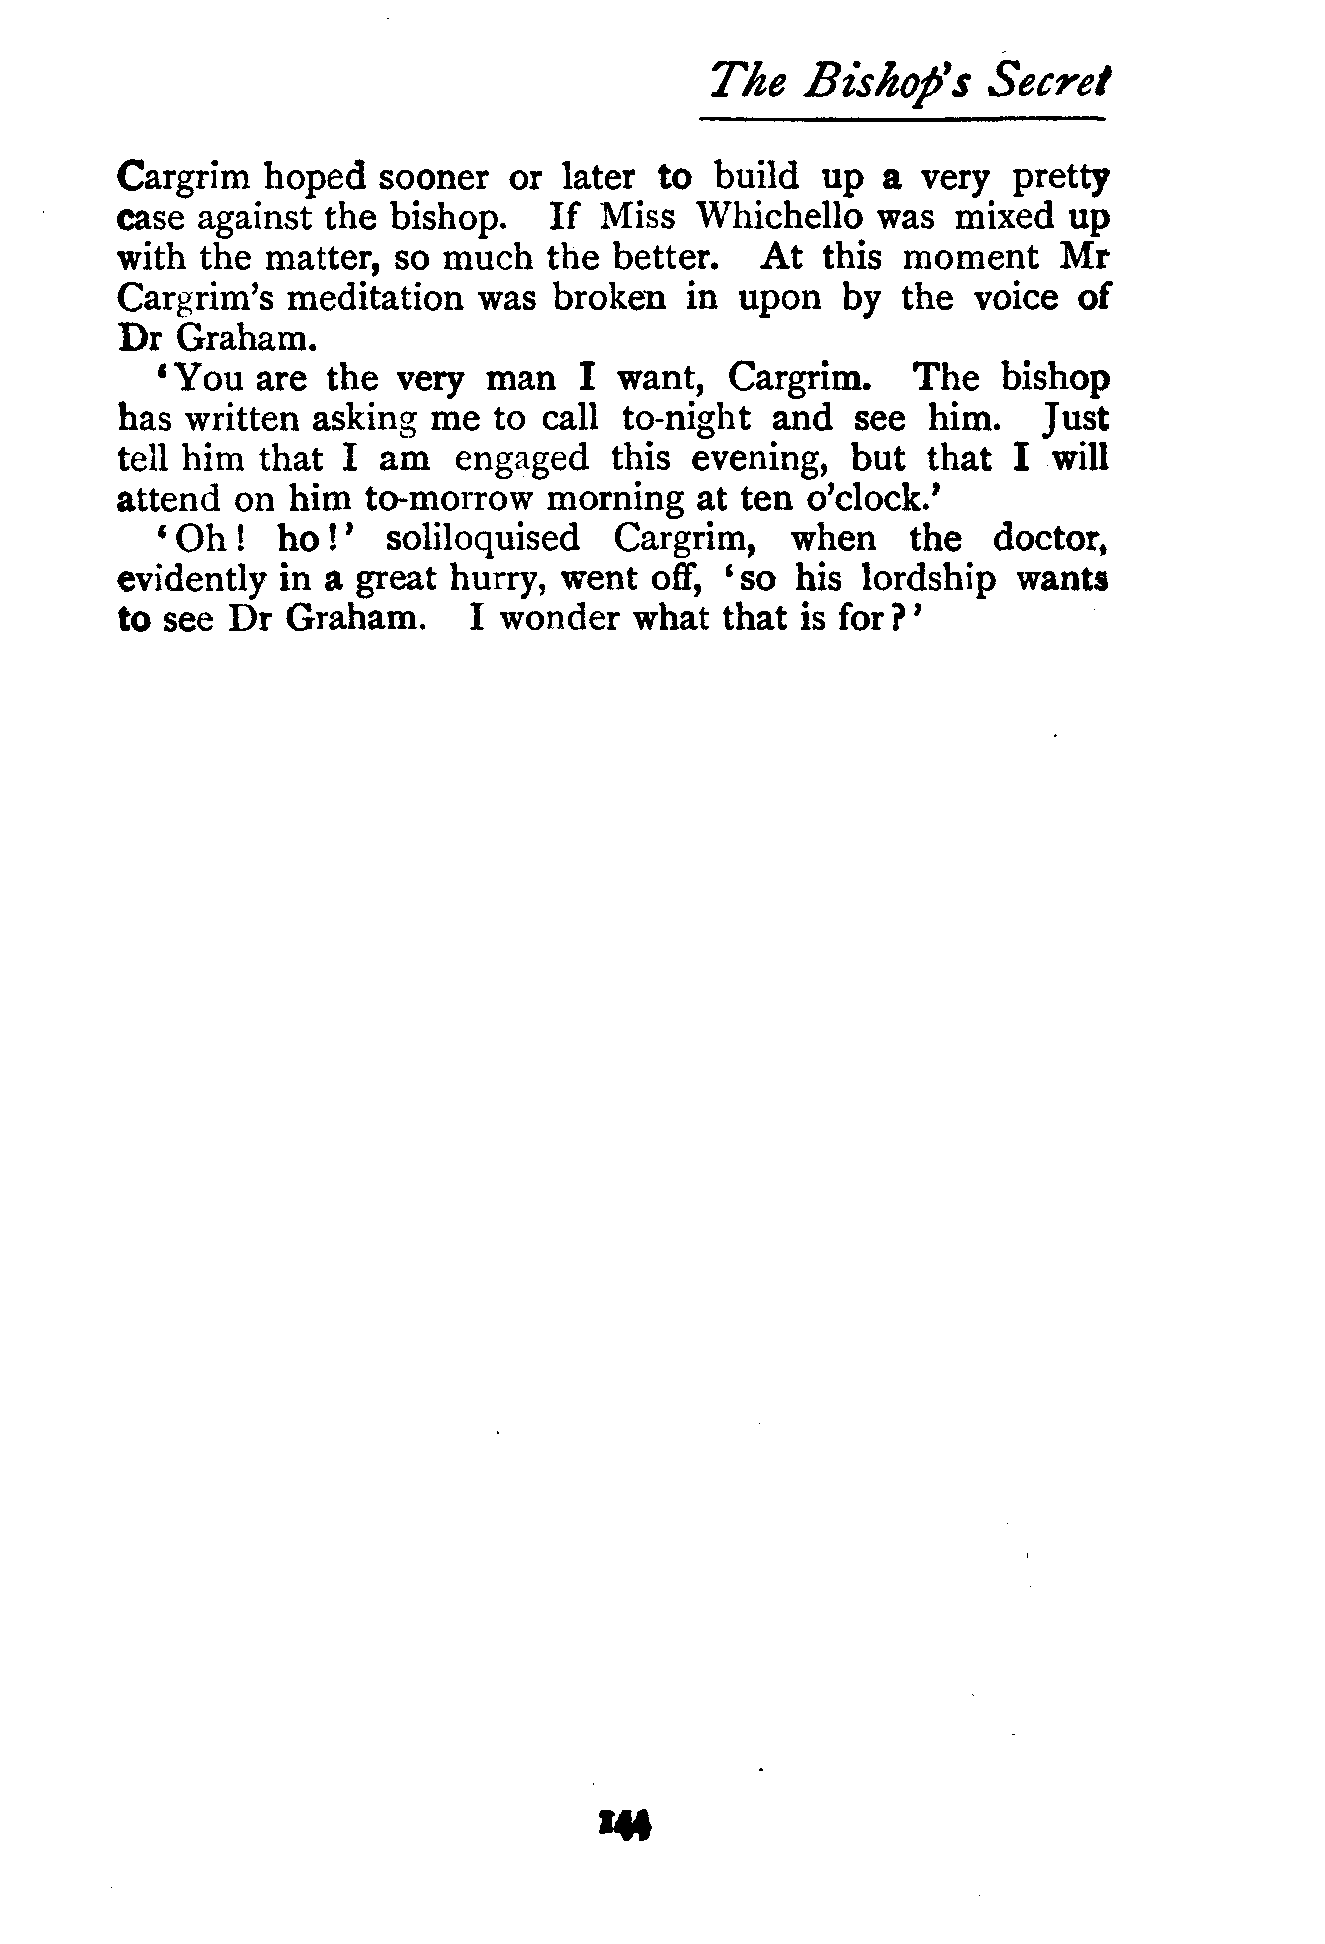 The Bishop's Secret
Cargrim hoped sooner or later to build up a very pretty
case against the bishop. If Miss Whichello was mixed up
with the matter, so much the better. At this moment Mr
Cargrim's meditation was broken in upon by the voice of
Dr Graham.
‘You are the very man I want, Cargrim. The bishop
has written asking me to call to-night and see him. Just
tell him that I am engaged this evening, but that I will
attend on him to-morrow morning at ten o'clock.’
‘Oh! ho!’ soliloquised Cargrim, when the doctor,
evidently in a great hurry, went off, ‘so his lordship wants
to see Dr Graham. I wonder what that is for?’
144